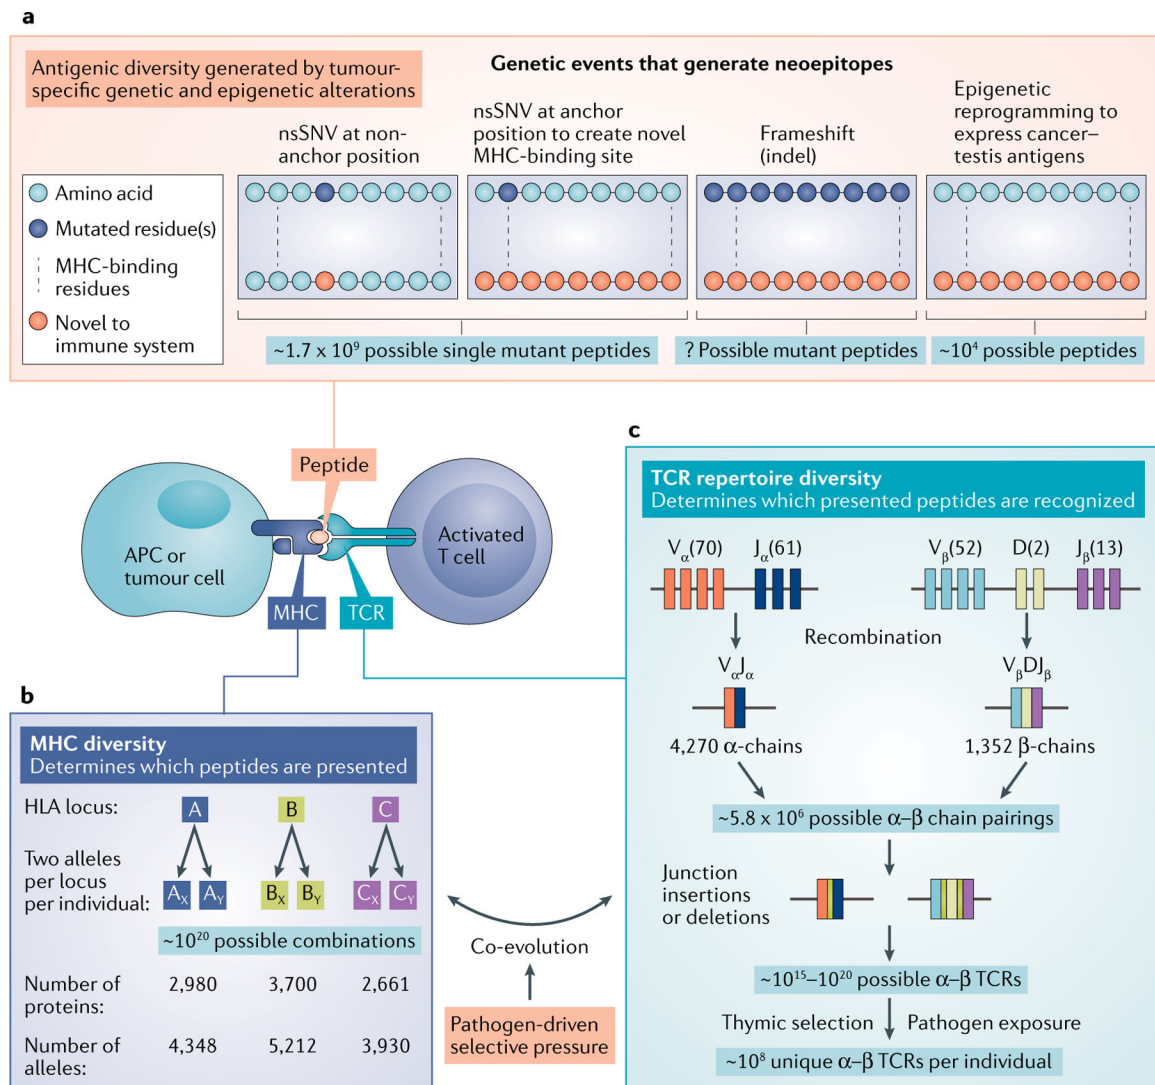 a
Antigenic diversity generated by tumour-
specific genetic and epigenetic alterations
Genetic events that generate neoepitopes
nsSNV at non-
anchor position
nsSNV at anchor
position to create novel
MHC-binding site
Frameshift
(indel)
Epigenetic
reprogramming to
express cancer–
testis antigens
Amino acid
Mutated residue(s)
MHC-binding
residues
Novel to
immune system
~1.7 x 10⁹ possible single mutant peptides
? Possible mutant peptides
~10⁴ possible peptides
Peptide
APC or
tumour cell
Activated
T cell
MHC
TCR
b
MHC diversity
Determines which peptides are presented
HLA locus:
A
B
C
Two alleles
per locus
per individual:
Aₓ
A_Y
Bₓ
B_Y
Cₓ
C_Y
~10²⁰ possible combinations
Number of
proteins:
2,980
3,700
2,661
Number of
alleles:
4,348
5,212
3,930
Co-evolution
Pathogen-driven
selective pressure
c
TCR repertoire diversity
Determines which presented peptides are recognized
Vα(70)
Jα(61)
Vβ(52)
D(2)
Jβ(13)
Recombination
VαJα
VβDJβ
4,270 α-chains
1,352 β-chains
~5.8 x 10⁶ possible α–β chain pairings
Junction
insertions
or deletions
~10¹⁵–10²⁰ possible α–β TCRs
Thymic selection
Pathogen exposure
~10⁸ unique α–β TCRs per individual